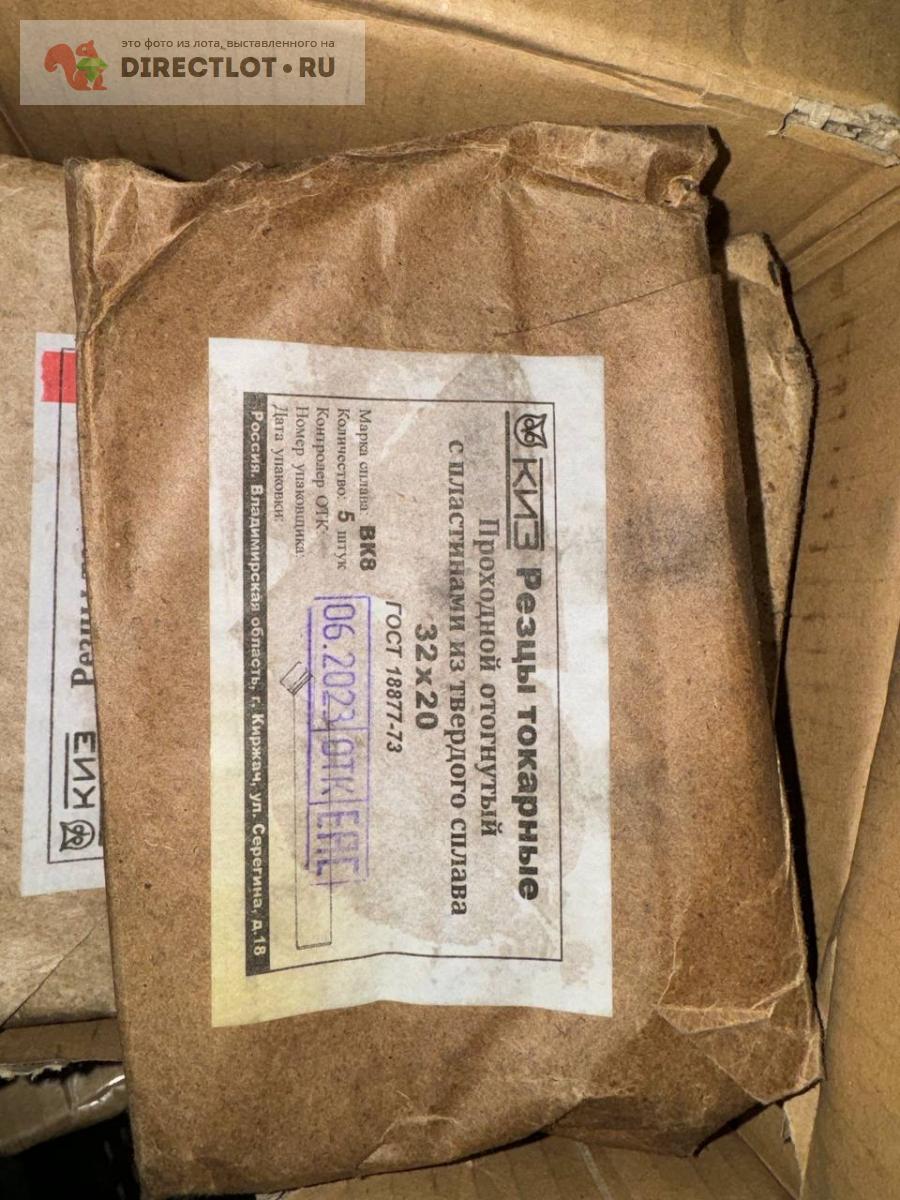 это фото из лота, выставленного на
DIRECTLOT•RU
КИЗ Резцы токарные
Проходной отогнутый
с пластинами из твердого сплава
32х20
ГОСТ 18877-73
Марка сплава: ВК8
Количество: 5 штук
Контролер ОТК:
Номер упаковщика:
Дата упаковки:
06.2023 ОТК
Россия. Владимирская область, г. Киржач, ул. Серегина, д.18
КИЗ